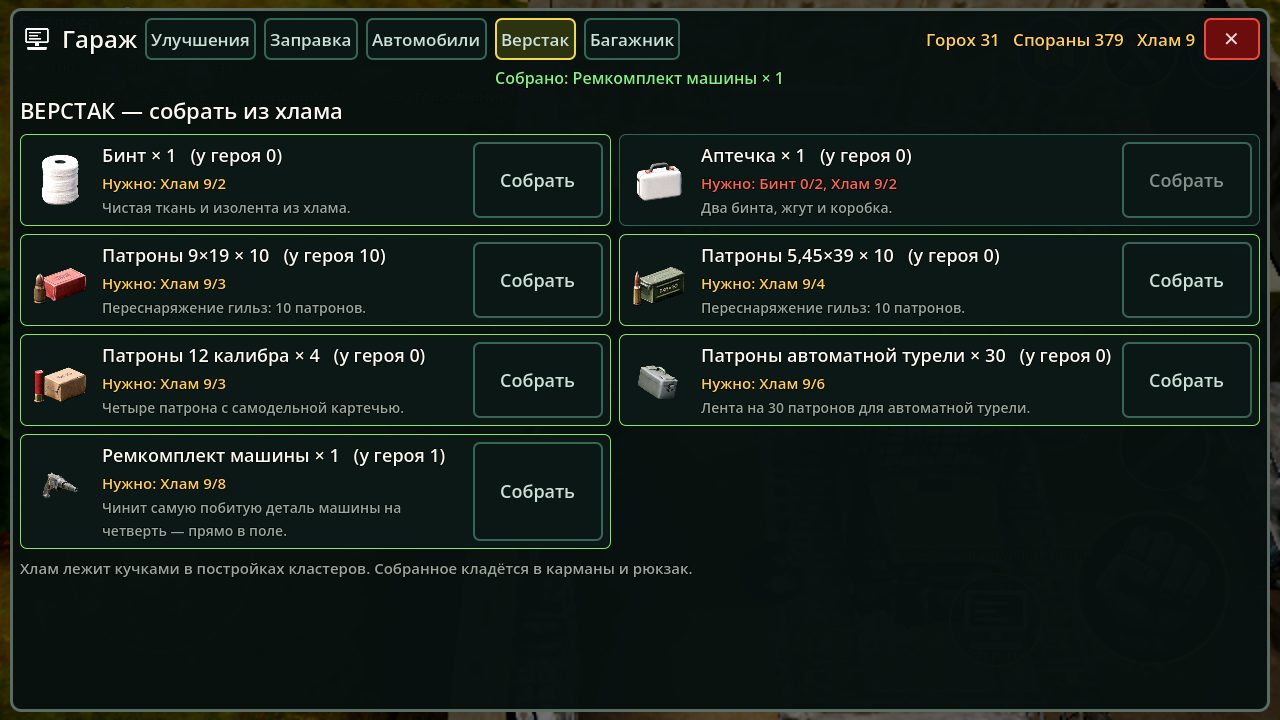 Гараж Улучшения Заправка Автомобили Верстак Багажник Горох 31 Спораны 379 Хлам 9 ✕
Собрано: Ремкомплект машины × 1
ВЕРСТАК — собрать из хлама
Бинт × 1 (у героя 0)
Нужно: Хлам 9/2
Чистая ткань и изолента из хлама.
Собрать
Аптечка × 1 (у героя 0)
Нужно: Бинт 0/2, Хлам 9/2
Два бинта, жгут и коробка.
Собрать
Патроны 9×19 × 10 (у героя 10)
Нужно: Хлам 9/3
Переснаряжение гильз: 10 патронов.
Собрать
Патроны 5,45×39 × 10 (у героя 0)
Нужно: Хлам 9/4
Переснаряжение гильз: 10 патронов.
Собрать
Патроны 12 калибра × 4 (у героя 0)
Нужно: Хлам 9/3
Четыре патрона с самодельной картечью.
Собрать
Патроны автоматной турели × 30 (у героя 0)
Нужно: Хлам 9/6
Лента на 30 патронов для автоматной турели.
Собрать
Ремкомплект машины × 1 (у героя 1)
Нужно: Хлам 9/8
Чинит самую побитую деталь машины на
четверть — прямо в поле.
Собрать
Хлам лежит кучками в постройках кластеров. Собранное кладётся в карманы и рюкзак.